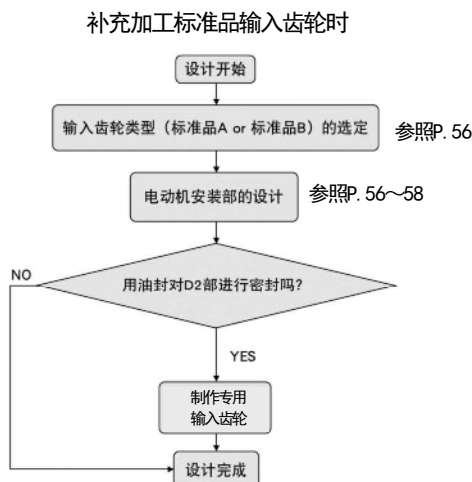 补充加工标准品输入齿轮时
设计开始
输入齿轮类型（标准品A or 标准品B）的选定
参照P. 56
电动机安装部的设计
参照P. 56～58
用油封对D2部进行密封吗?
NO
YES
制作专用
输入齿轮
设计完成